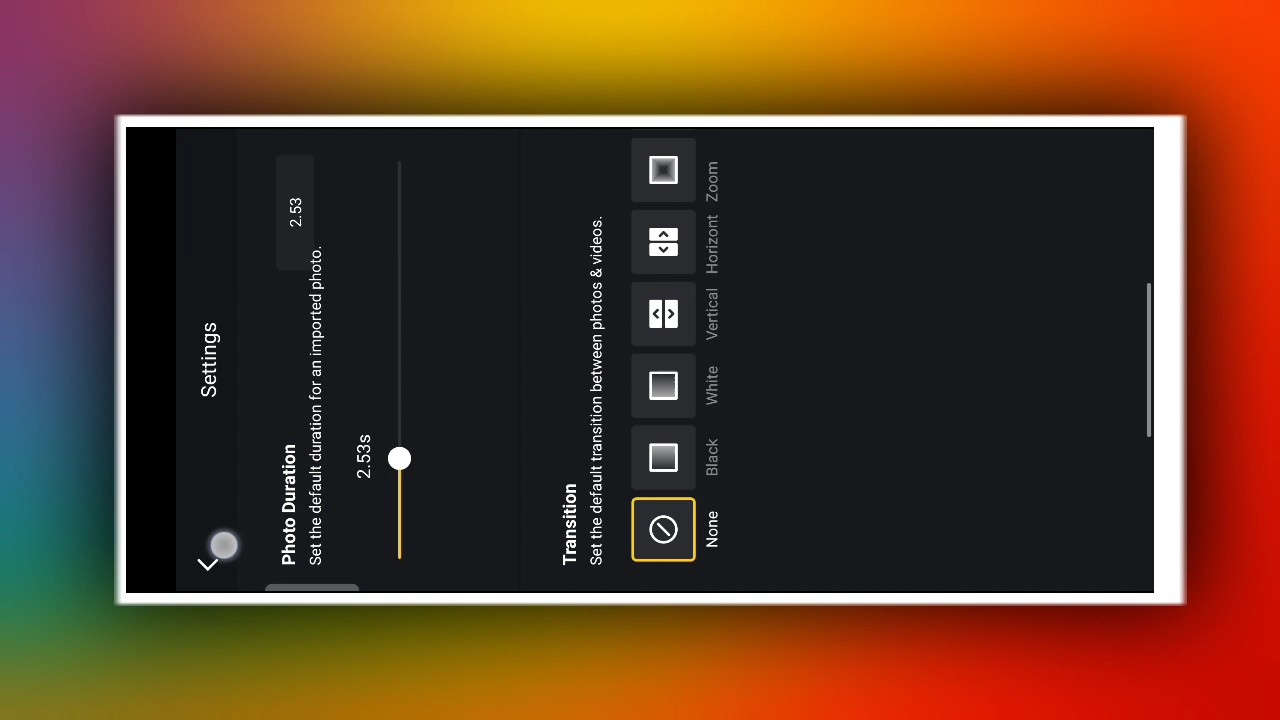 Settings
Photo Duration
2.53
Set the default duration for an imported photo.
2.53s
Transition
Set the default transition between photos & videos.
None
Black
White
Vertical
Horizont
Zoom